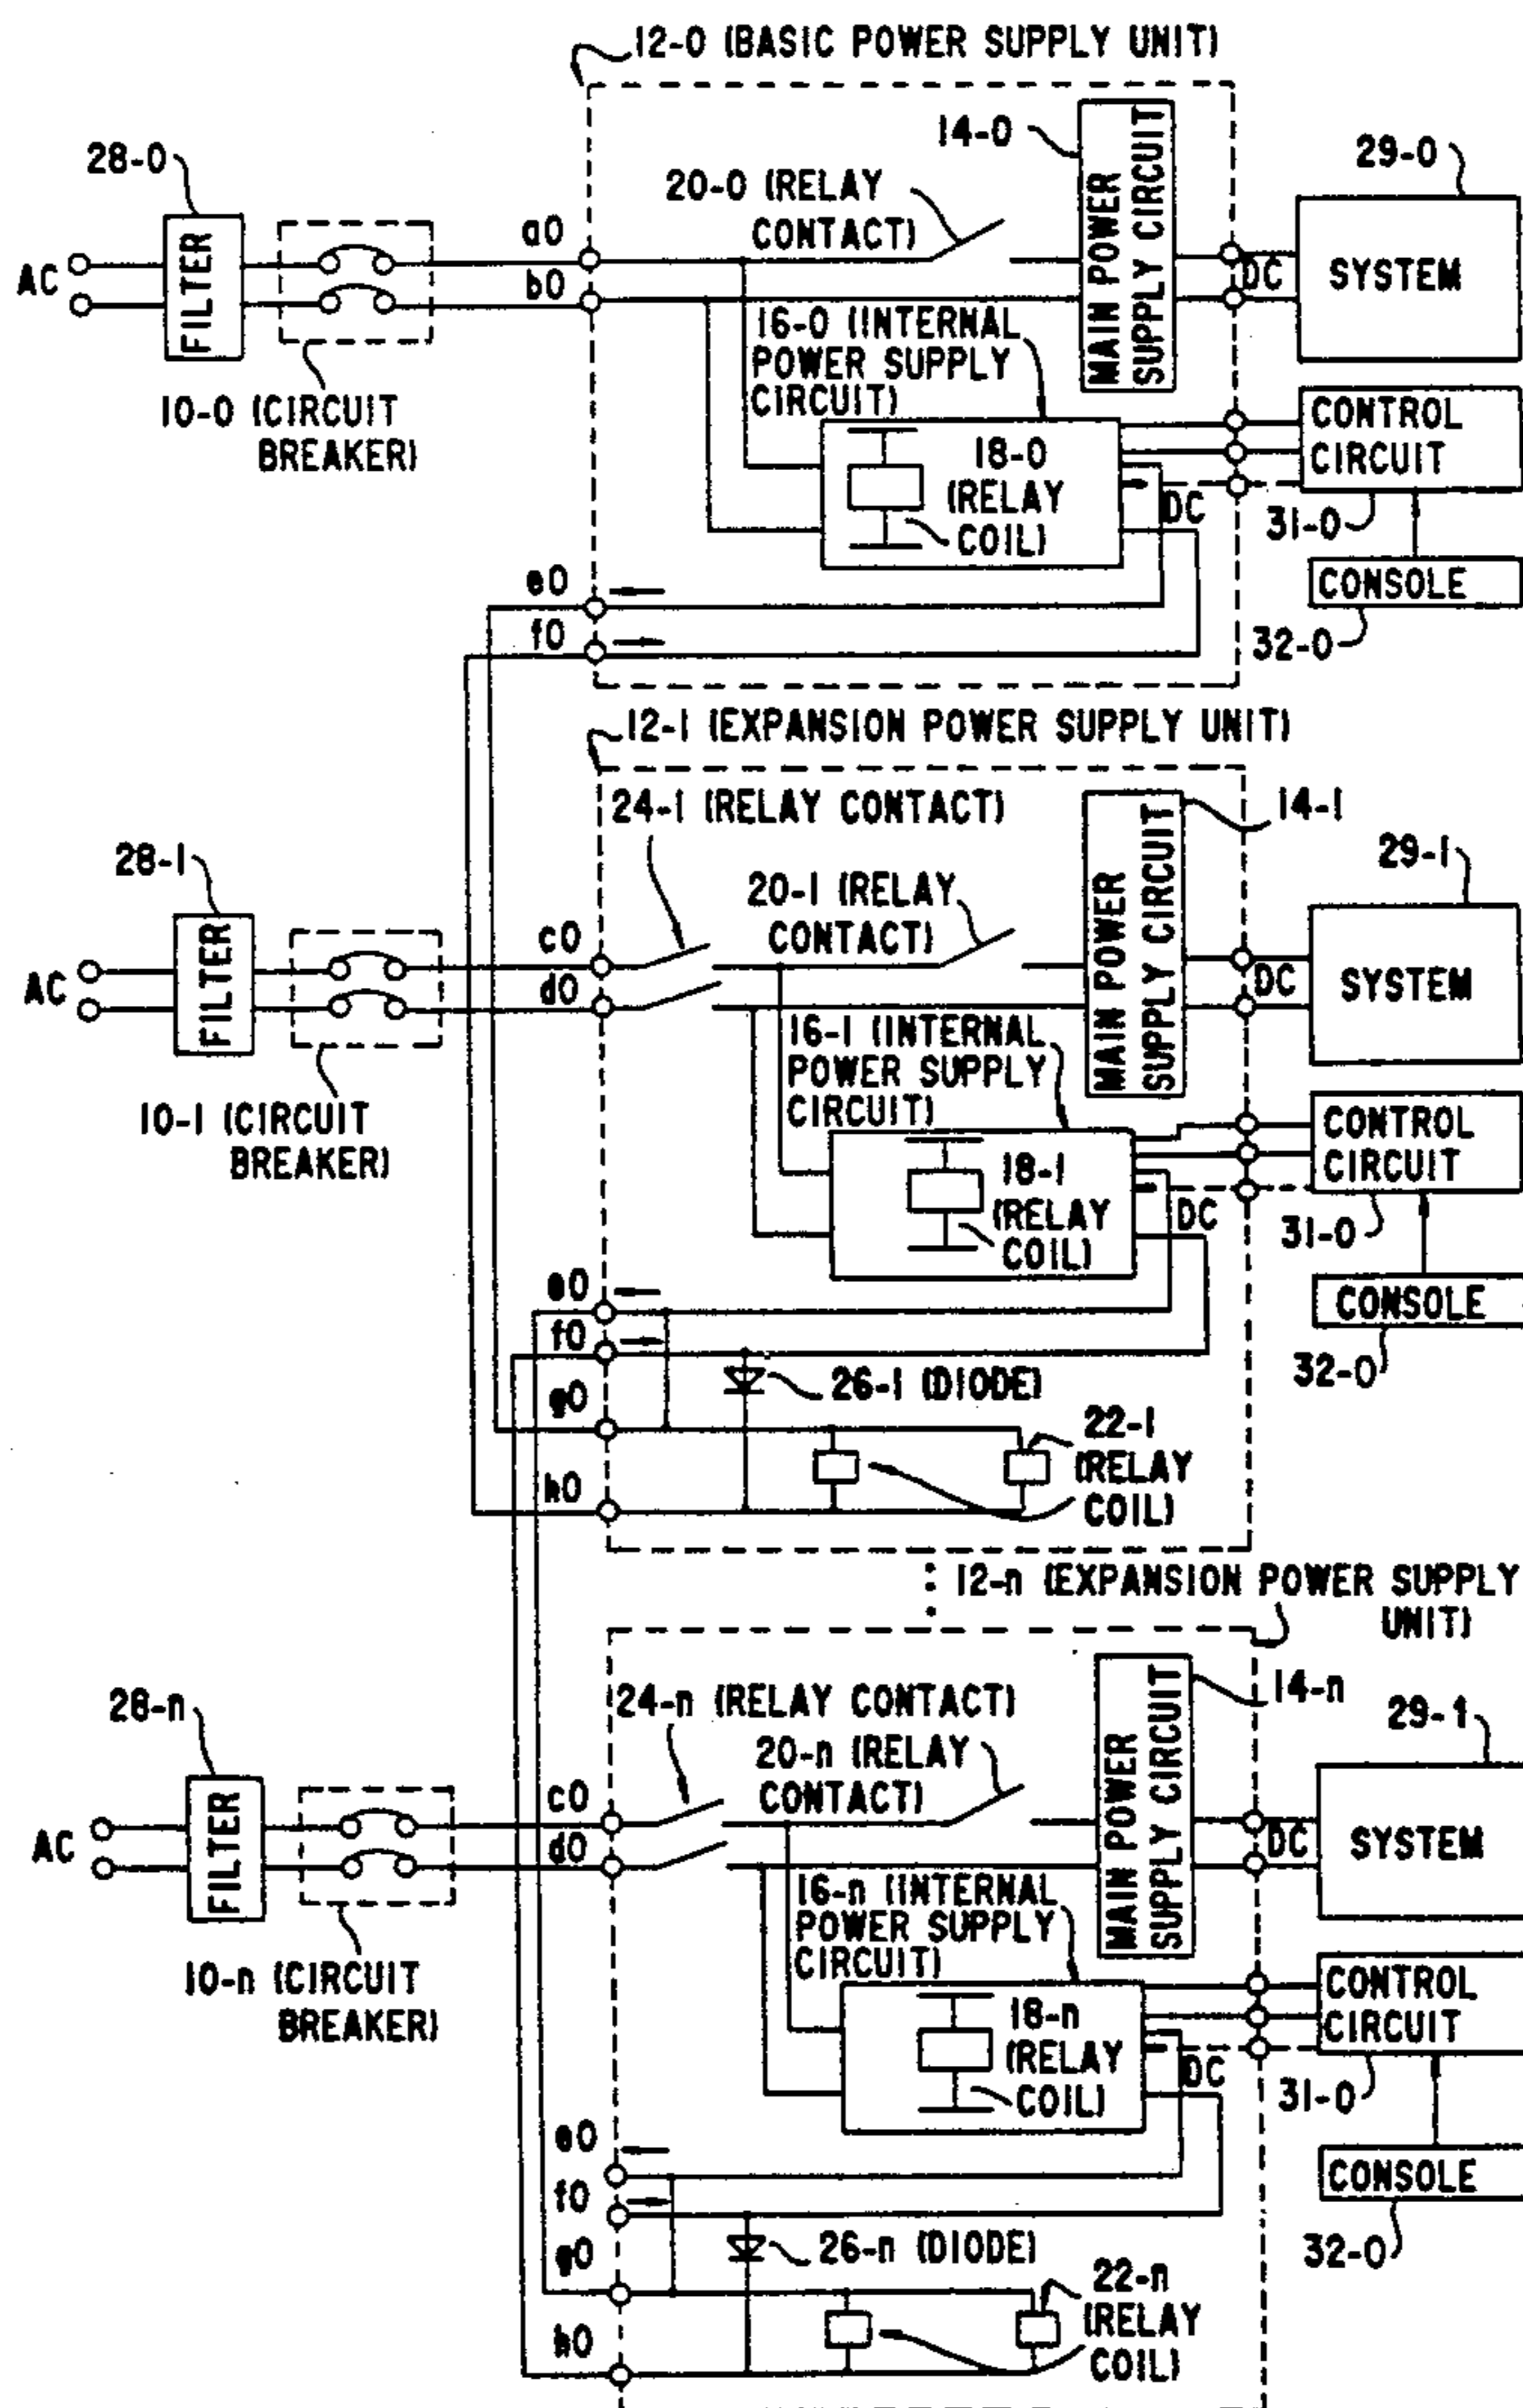 12-0 (BASIC POWER SUPPLY UNIT)
28-0
14-0
29-0
20-0 (RELAY
CONTACT)
AC
FILTER
a0
b0
MAIN POWER
SUPPLY CIRCUIT
DC
SYSTEM
10-0 (CIRCUIT
BREAKER)
16-0 (INTERNAL
POWER SUPPLY
CIRCUIT)
18-0
(RELAY
COIL)
DC
CONTROL
CIRCUIT
31-0
CONSOLE
32-0
e0
f0
12-1 (EXPANSION POWER SUPPLY UNIT)
24-1 (RELAY CONTACT)
14-1
28-1
29-1
20-1 (RELAY
CONTACT)
AC
FILTER
c0
d0
MAIN POWER
SUPPLY CIRCUIT
DC
SYSTEM
10-1 (CIRCUIT
BREAKER)
16-1 (INTERNAL
POWER SUPPLY
CIRCUIT)
18-1
(RELAY
COIL)
DC
CONTROL
CIRCUIT
31-0
CONSOLE
32-0
e0
f0
26-1 (DIODE)
g0
22-1
(RELAY
COIL)
h0
12-n (EXPANSION POWER SUPPLY
UNIT)
24-n (RELAY CONTACT)
14-n
28-n
29-1
20-n (RELAY
CONTACT)
AC
FILTER
c0
d0
MAIN POWER
SUPPLY CIRCUIT
DC
SYSTEM
10-n (CIRCUIT
BREAKER)
16-n (INTERNAL
POWER SUPPLY
CIRCUIT)
18-n
(RELAY
COIL)
DC
CONTROL
CIRCUIT
31-0
CONSOLE
32-0
e0
f0
26-n (DIODE)
g0
22-n
(RELAY
COIL)
h0